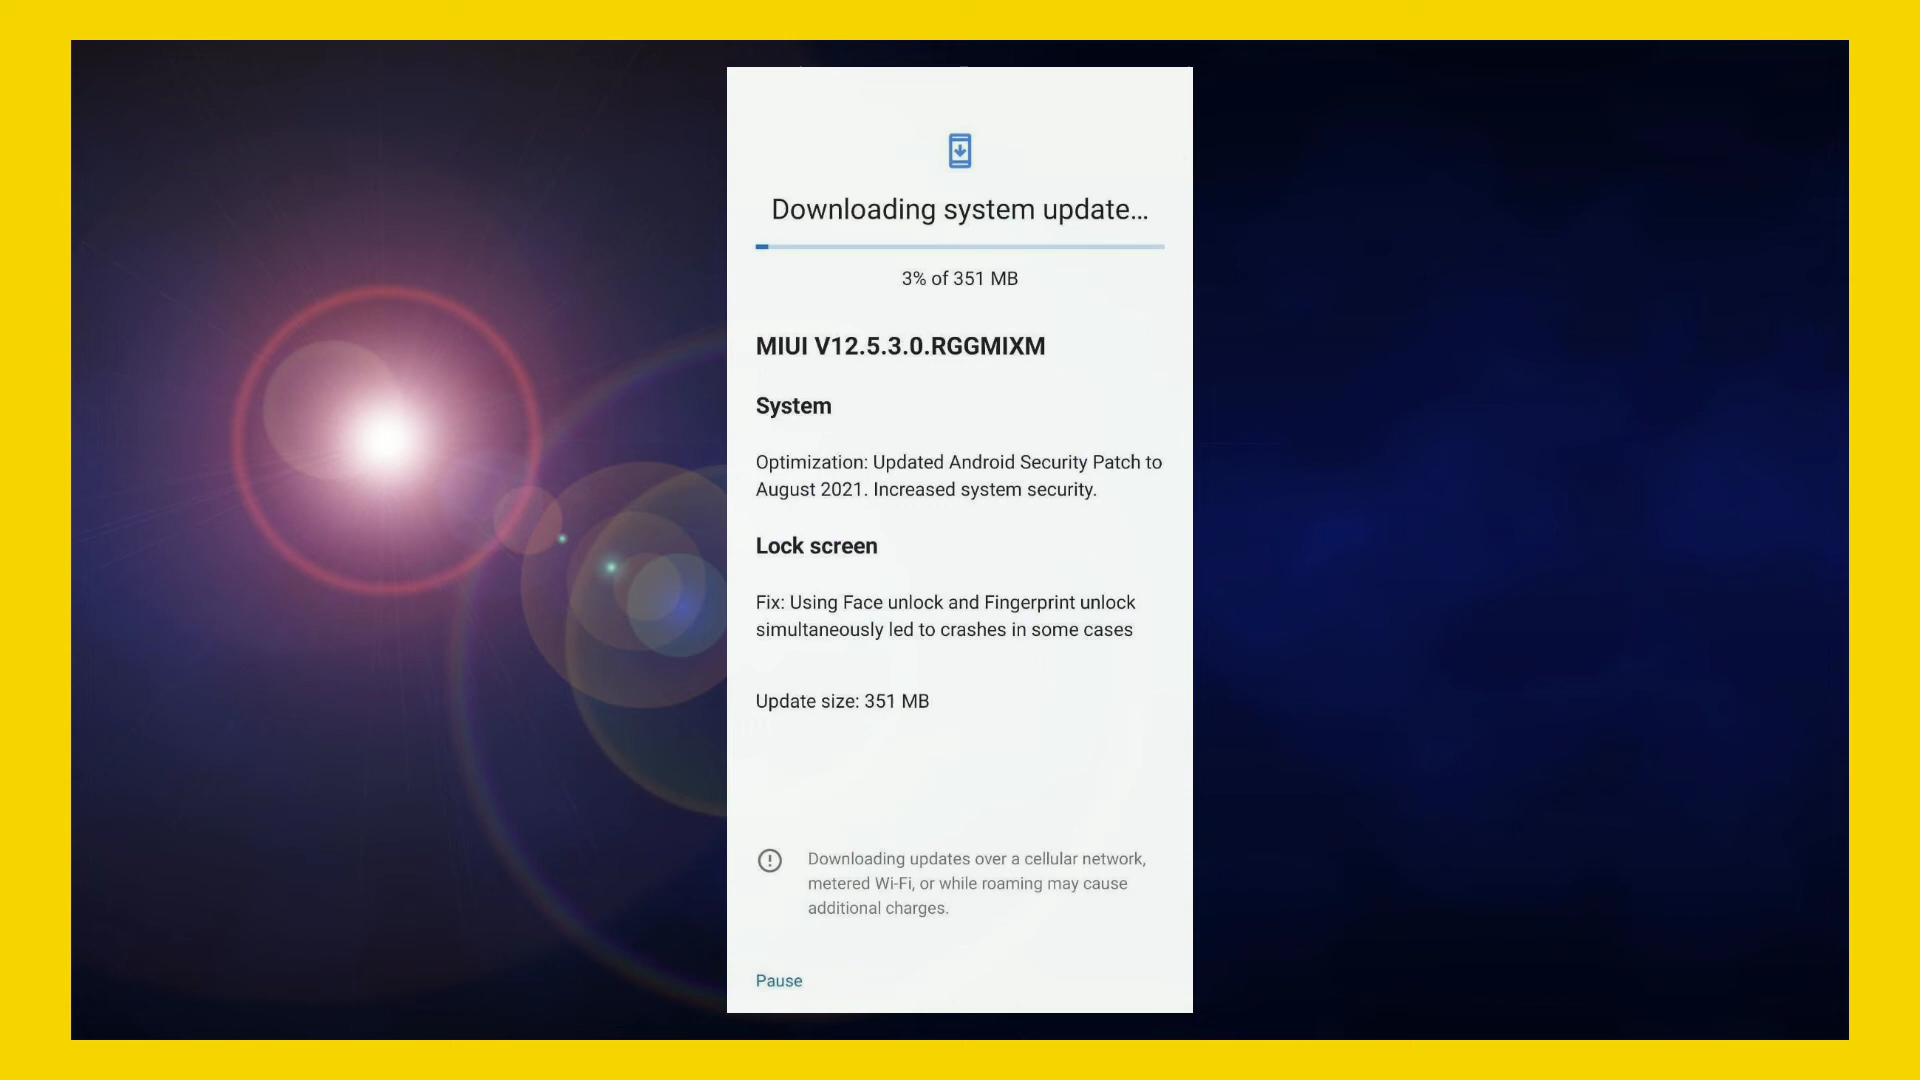 Downloading system update...
3% of 351 MB
MIUI V12.5.3.0.RGGMIXM
System
Optimization: Updated Android Security Patch to
August 2021. Increased system security.
Lock screen
Fix: Using Face unlock and Fingerprint unlock
simultaneously led to crashes in some cases
Update size: 351 MB
Downloading updates over a cellular network,
metered Wi-Fi, or while roaming may cause
additional charges.
Pause